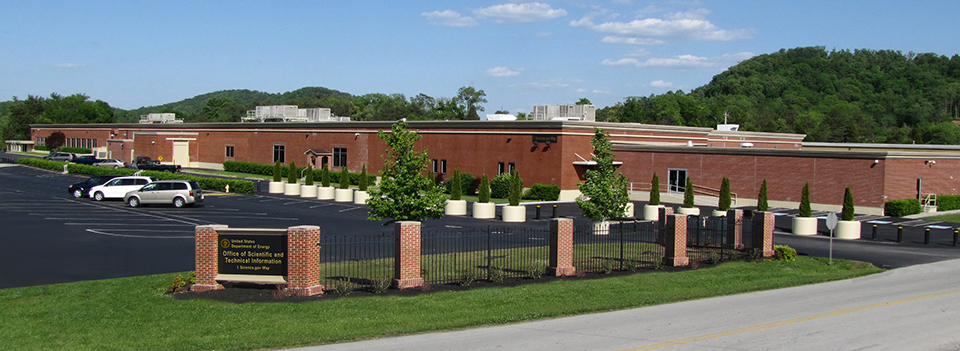 United States
Department of Energy
Office of Scientific and
Technical Information
1 Science.gov Way